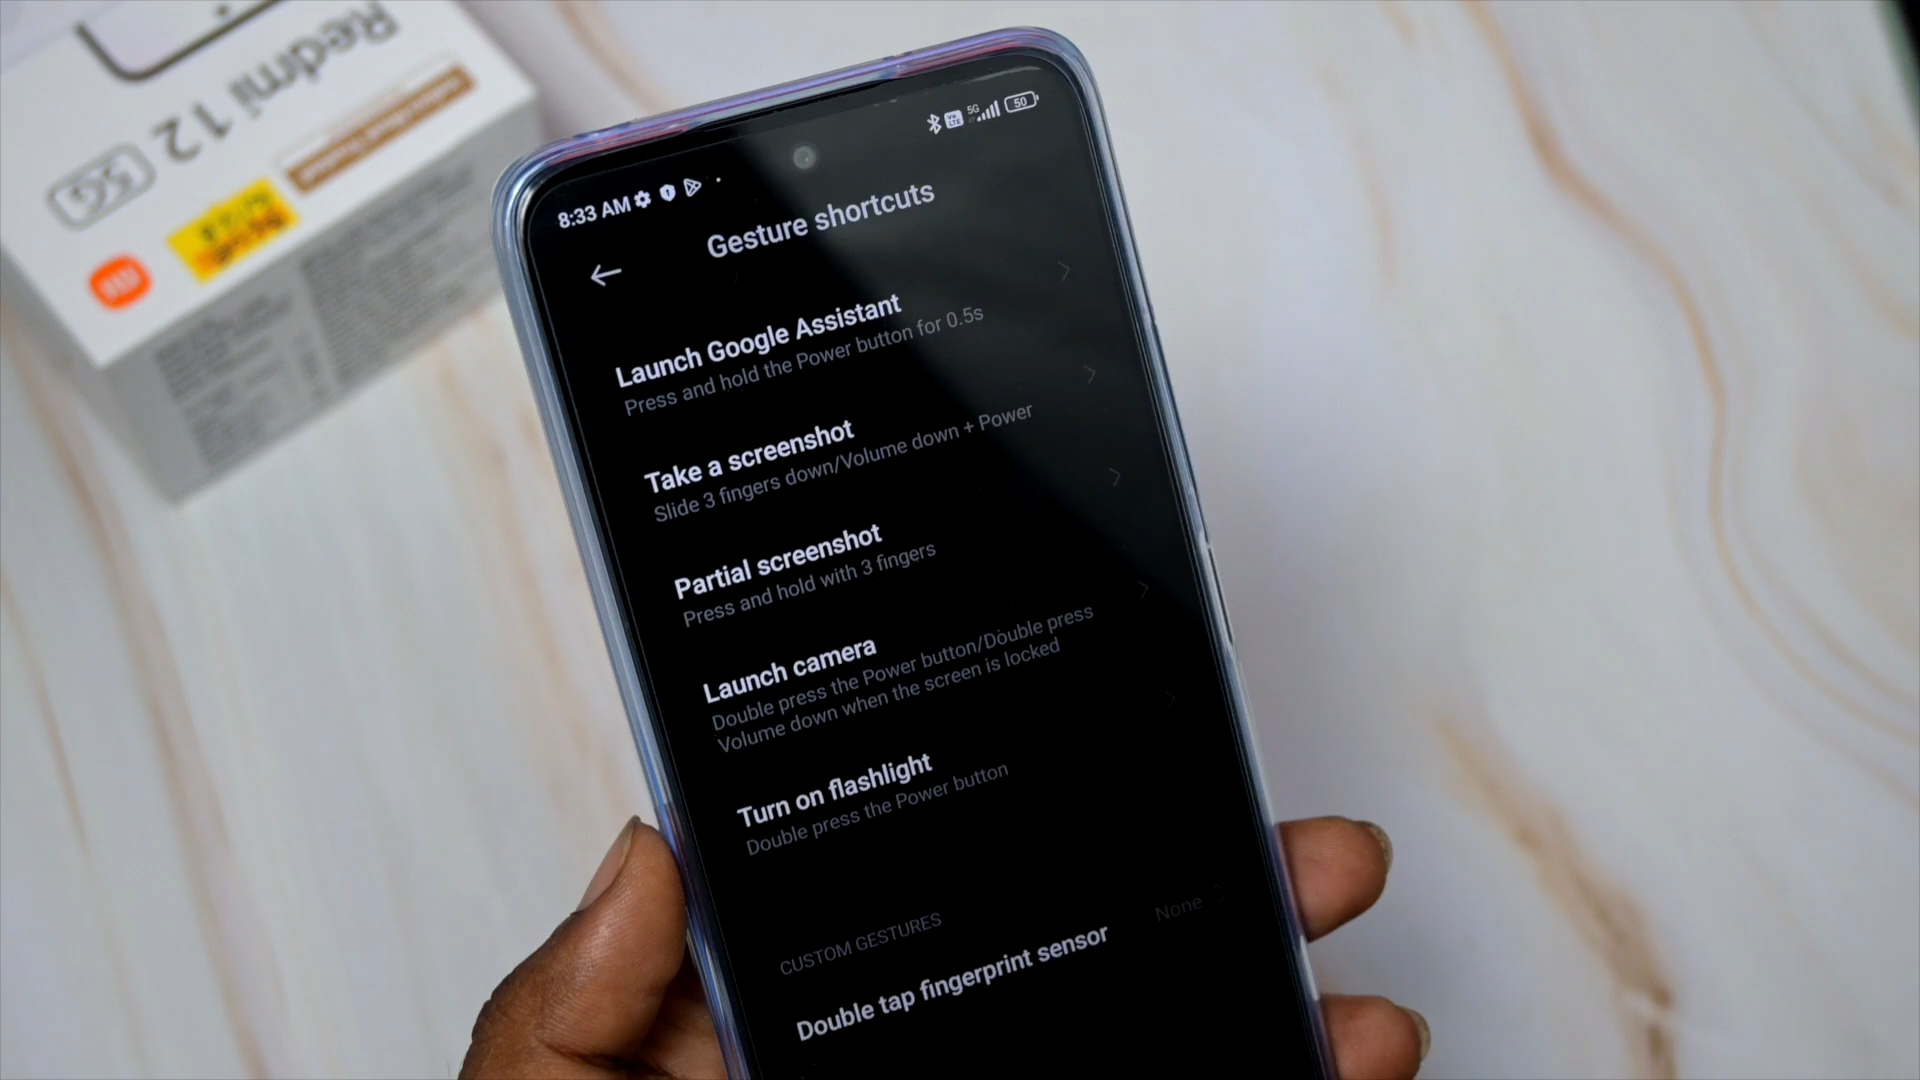 Redmi 12
5G
8:33 AM
5G
50
Gesture shortcuts
Launch Google Assistant
Press and hold the Power button for 0.5s
Take a screenshot
Slide 3 fingers down/Volume down + Power
Partial screenshot
Press and hold with 3 fingers
Launch camera
Double press the Power button/Double press
Volume down when the screen is locked
Turn on flashlight
Double press the Power button
CUSTOM GESTURES
None
Double tap fingerprint sensor